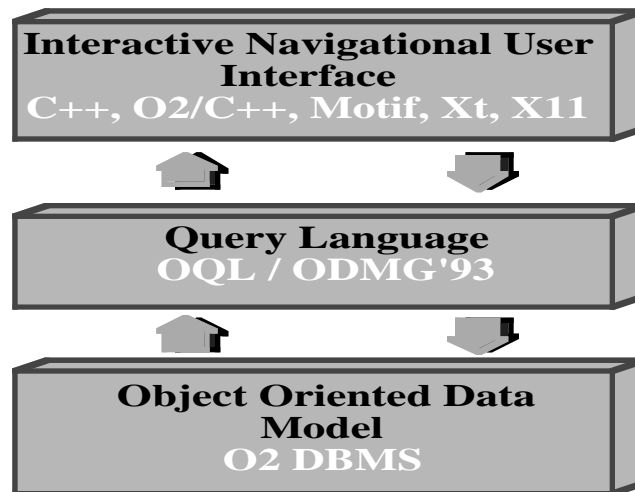 Interactive Navigational User
Interface
C++, O2/C++, Motif, Xt, X11
Query Language
OQL / ODMG'93
Object Oriented Data
Model
O2 DBMS